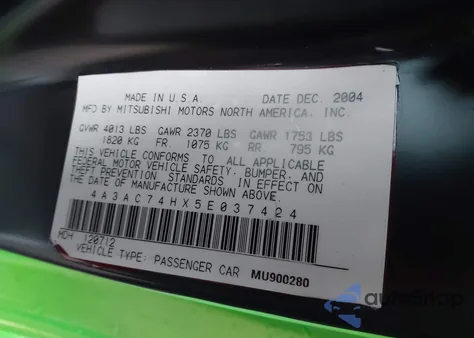 MADE IN U.S.A. DATE DEC. 2004
MFD BY MITSUBISHI MOTORS NORTH AMERICA, INC.
GVWR 4013 LBS GAWR 2370 LBS GAWR 1753 LBS
1820 KG FR. 1075 KG RR 795 KG
THIS VEHICLE CONFORMS TO ALL APPLICABLE
FEDERAL MOTOR VEHICLE SAFETY, BUMPER, AND
THEFT PREVENTION STANDARDS IN EFFECT ON
THE DATE OF MANUFACTURE SHOWN ABOVE.
4A3AC74HX5E037424
MDH 120712
VEHICLE TYPE: PASSENGER CAR MU900280
autosnap